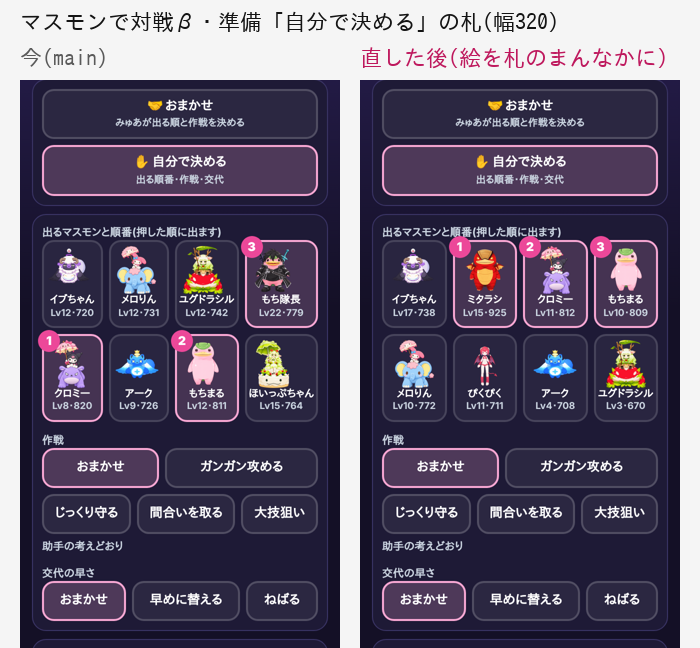 マスモンで対戦β・準備「自分で決める」の札(幅320)
今(main)
🤝 おまかせ
みゅあが出る順と作戦を決める
✋ 自分で決める
出る順番・作戦・交代
出るマスモンと順番(押した順に出ます)
3
イブちゃん メロりん ユグドラシル もち隊長
Lv12・720 Lv12・731 Lv12・742 Lv22・779
1 2
クロミー アーク もちまる ほいっぷちゃん
Lv8・820 Lv9・726 Lv12・811 Lv15・764
作戦
おまかせ ガンガン攻める
じっくり守る 間合いを取る 大技狙い
助手の考えどおり
交代の早さ
おまかせ 早めに替える ねばる
直した後(絵を札のまんなかに)
🤝 おまかせ
みゅあが出る順と作戦を決める
✋ 自分で決める
出る順番・作戦・交代
出るマスモンと順番(押した順に出ます)
1 2 3
イブちゃん ミタラシ クロミー もちまる
Lv17・738 Lv15・925 Lv11・812 Lv10・809
メロりん ぴくぴく アーク ユグドラシル
Lv10・772 Lv11・711 Lv4・708 Lv3・670
作戦
おまかせ ガンガン攻める
じっくり守る 間合いを取る 大技狙い
助手の考えどおり
交代の早さ
おまかせ 早めに替える ねばる